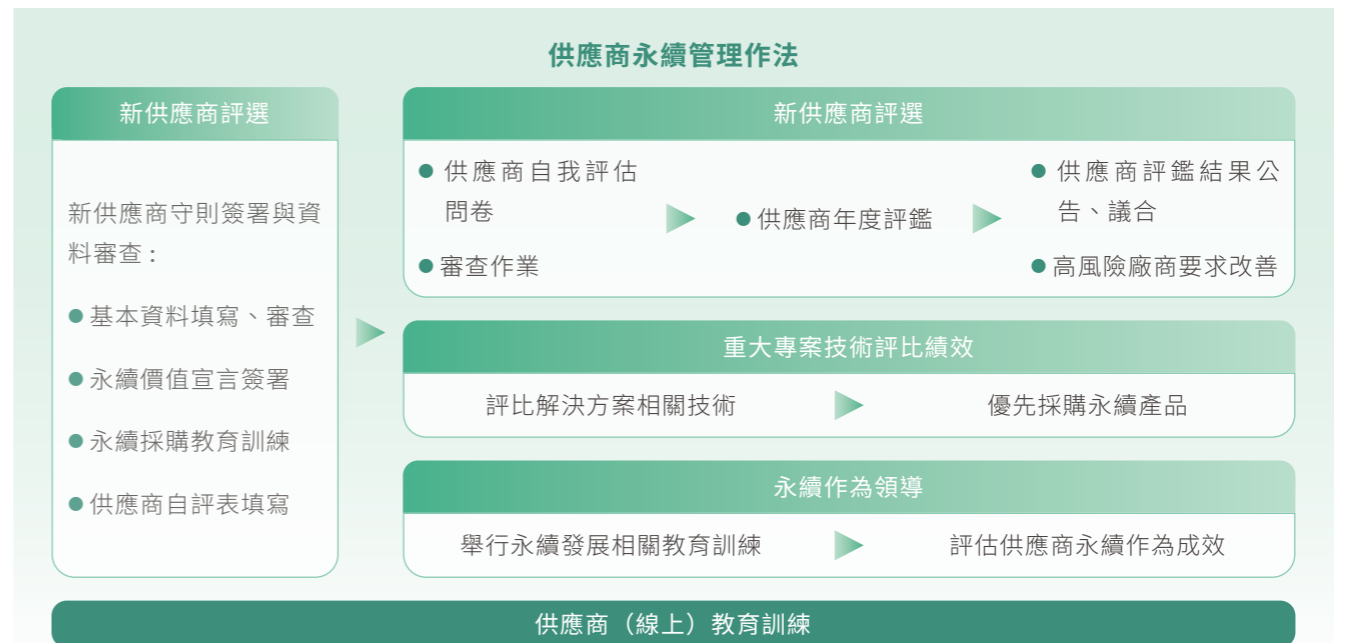 供應商永續管理作法
新供應商評選
新供應商守則簽署與資
料審查：
●基本資料填寫、審查
●永續價值宣言簽署
●永續採購教育訓練
●供應商自評表填寫
新供應商評選
●供應商自我評估
問卷
●審查作業
●供應商年度評鑑
●供應商評鑑結果公
告、議合
●高風險廠商要求改善
重大專案技術評比績效
評比解決方案相關技術
優先採購永續產品
永續作為領導
舉行永續發展相關教育訓練
評估供應商永續作為成效
供應商（線上）教育訓練